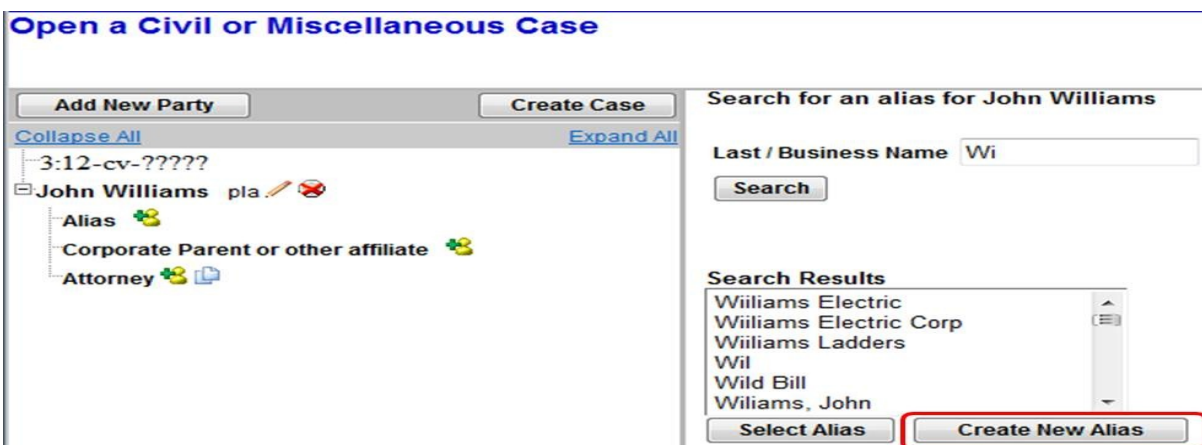 Open a Civil or Miscellaneous Case
Add New Party
Create Case
Collapse All
Expand All
3:12-cv-?????
John Williams pla
Alias
Corporate Parent or other affiliate
Attorney
Search for an alias for John Williams
Last / Business Name Wi
Search
Search Results
Wiiliams Electric
Wiiliams Electric Corp
Wiiliams Ladders
Wil
Wild Bill
Wiliams, John
Select Alias
Create New Alias